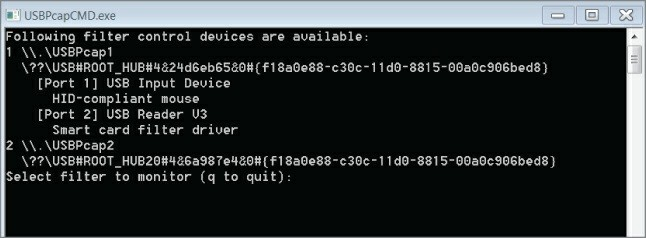 USBPcapCMD.exe
Following filter control devices are available:
1 \\.\USBPcap1
  \??\USB#ROOT_HUB#4&24d6eb65&0#{f18a0e88-c30c-11d0-8815-00a0c906bed8}
    [Port 1] USB Input Device
      HID-compliant mouse
    [Port 2] USB Reader V3
      Smart card filter driver
2 \\.\USBPcap2
  \??\USB#ROOT_HUB20#4&6a987e4&0#{f18a0e88-c30c-11d0-8815-00a0c906bed8}
Select filter to monitor (q to quit):